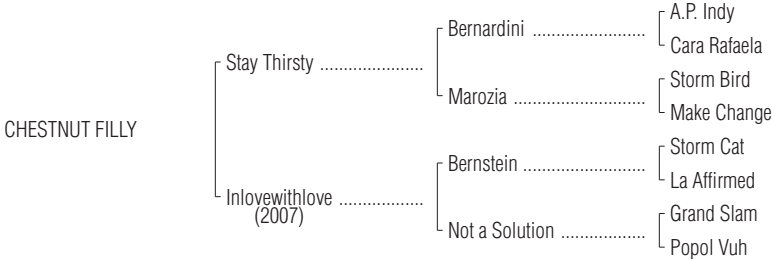 A.P. Indy
Bernardini ........................
Cara Rafaela
Stay Thirsty ......................
Storm Bird
Marozia ............................
Make Change
CHESTNUT FILLY
Storm Cat
Bernstein ..........................
La Affirmed
Inlovewithlove ..................
(2007)
Grand Slam
Not a Solution ..................
Popol Vuh